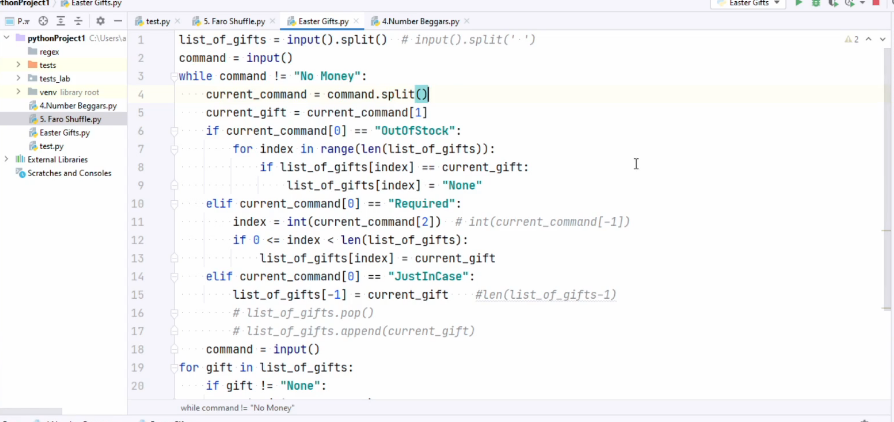 pythonProject1 Easter Gifts.py
Easter Gifts
test.py 5. Faro Shuffle.py Easter Gifts.py 4.Number Beggars.py
pythonProject1 C:\Users\a
regex
tests
tests_lab
venv library root
4.Number Beggars.py
5. Faro Shuffle.py
Easter Gifts.py
test.py
External Libraries
Scratches and Consoles
2
1 list_of_gifts = input().split() # input().split(' ')
2 command = input()
3 while command != "No Money":
4 current_command = command.split()
5 current_gift = current_command[1]
6 if current_command[0] == "OutOfStock":
7 for index in range(len(list_of_gifts)):
8 if list_of_gifts[index] == current_gift:
9 list_of_gifts[index] = "None"
10 elif current_command[0] == "Required":
11 index = int(current_command[2]) # int(current_command[-1])
12 if 0 <= index < len(list_of_gifts):
13 list_of_gifts[index] = current_gift
14 elif current_command[0] == "JustInCase":
15 list_of_gifts[-1] = current_gift #len(list_of_gifts-1)
16 # list_of_gifts.pop()
17 # list_of_gifts.append(current_gift)
18 command = input()
19 for gift in list_of_gifts:
20 if gift != "None":
while command != "No Money"